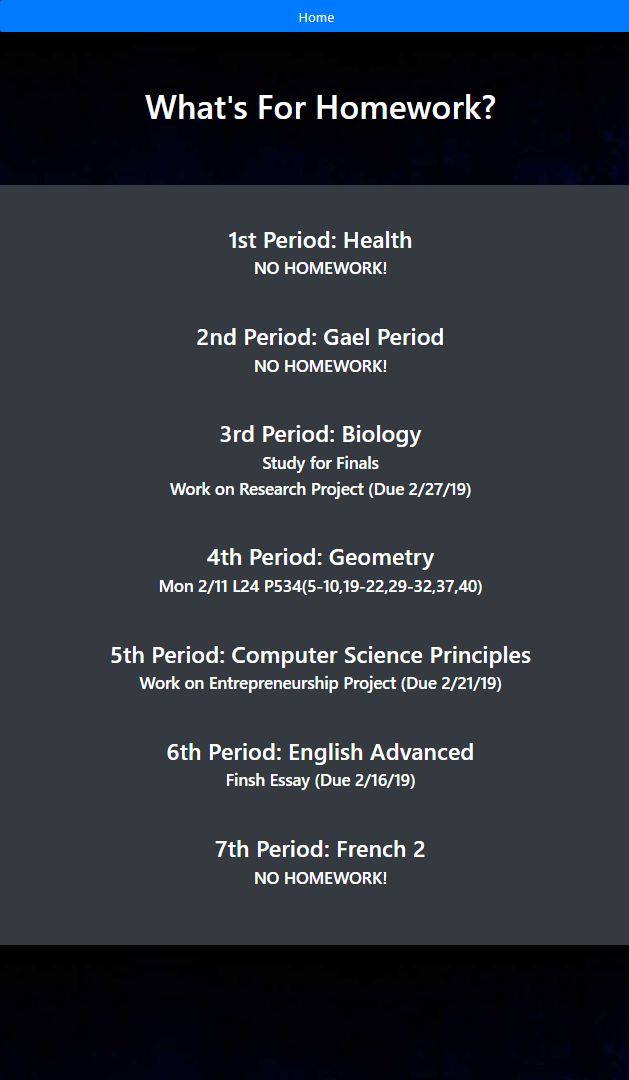 Home
What's For Homework?
1st Period: Health
NO HOMEWORK!
2nd Period: Gael Period
NO HOMEWORK!
3rd Period: Biology
Study for Finals
Work on Research Project (Due 2/27/19)
4th Period: Geometry
Mon 2/11 L24 P534(5-10,19-22,29-32,37,40)
5th Period: Computer Science Principles
Work on Entrepreneurship Project (Due 2/21/19)
6th Period: English Advanced
Finsh Essay (Due 2/16/19)
7th Period: French 2
NO HOMEWORK!